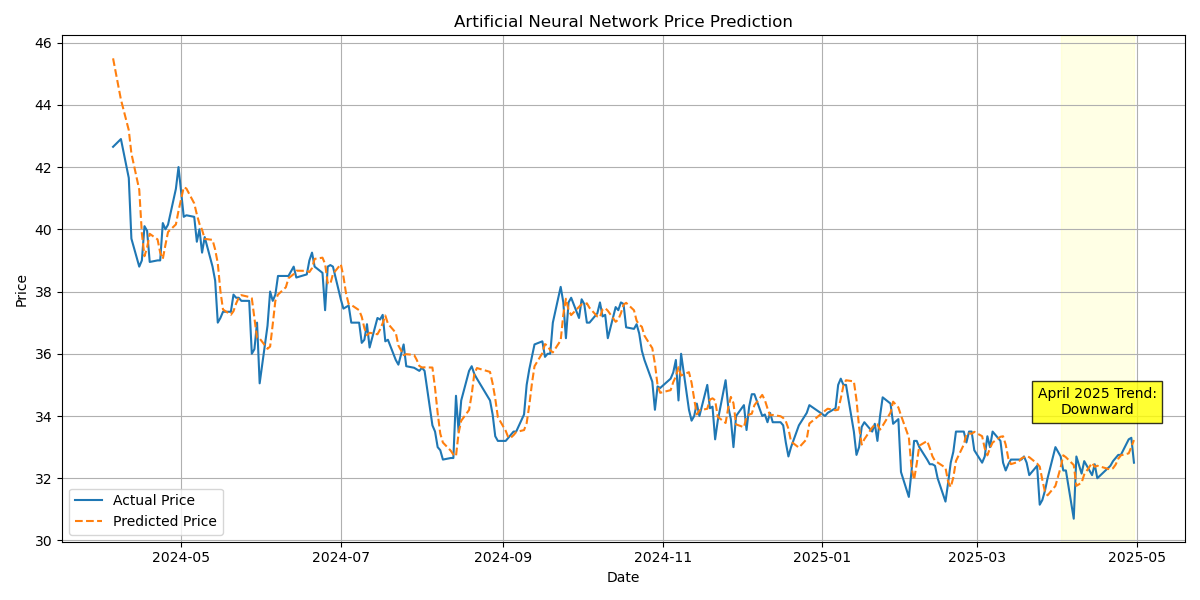 Artificial Neural Network Price Prediction
Price
46
44
42
40
38
36
34
32
30
April 2025 Trend:
Downward
Actual Price
Predicted Price
2024-05
2024-07
2024-09
2024-11
2025-01
2025-03
2025-05
Date